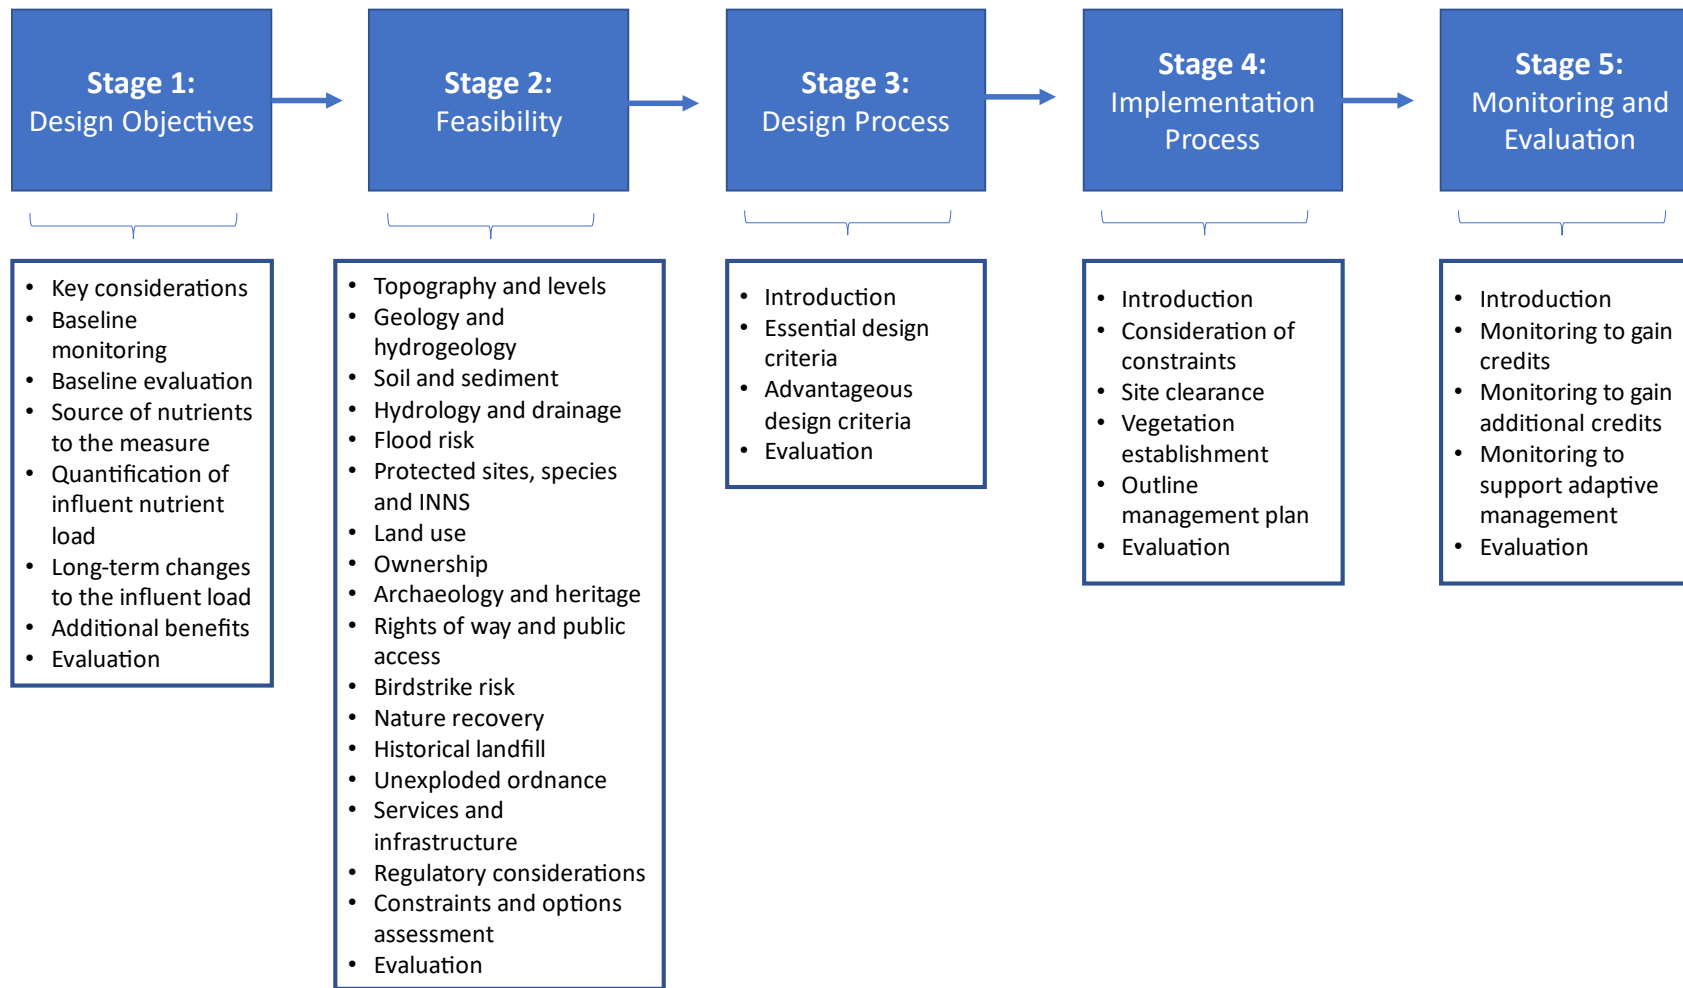 Stage 1:
Design Objectives
Stage 2:
Feasibility
Stage 3:
Design Process
Stage 4:
Implementation
Process
Stage 5:
Monitoring and
Evaluation
• Key considerations
• Baseline
monitoring
• Baseline evaluation
• Source of nutrients
to the measure
• Quantification of
influent nutrient
load
• Long-term changes
to the influent load
• Additional benefits
• Evaluation
• Topography and levels
• Geology and
hydrogeology
• Soil and sediment
• Hydrology and drainage
• Flood risk
• Protected sites, species
and INNS
• Land use
• Ownership
• Archaeology and heritage
• Rights of way and public
access
• Birdstrike risk
• Nature recovery
• Historical landfill
• Unexploded ordnance
• Services and
infrastructure
• Regulatory considerations
• Constraints and options
assessment
• Evaluation
• Introduction
• Essential design
criteria
• Advantageous
design criteria
• Evaluation
• Introduction
• Consideration of
constraints
• Site clearance
• Vegetation
establishment
• Outline
management plan
• Evaluation
• Introduction
• Monitoring to gain
credits
• Monitoring to gain
additional credits
• Monitoring to
support adaptive
management
• Evaluation